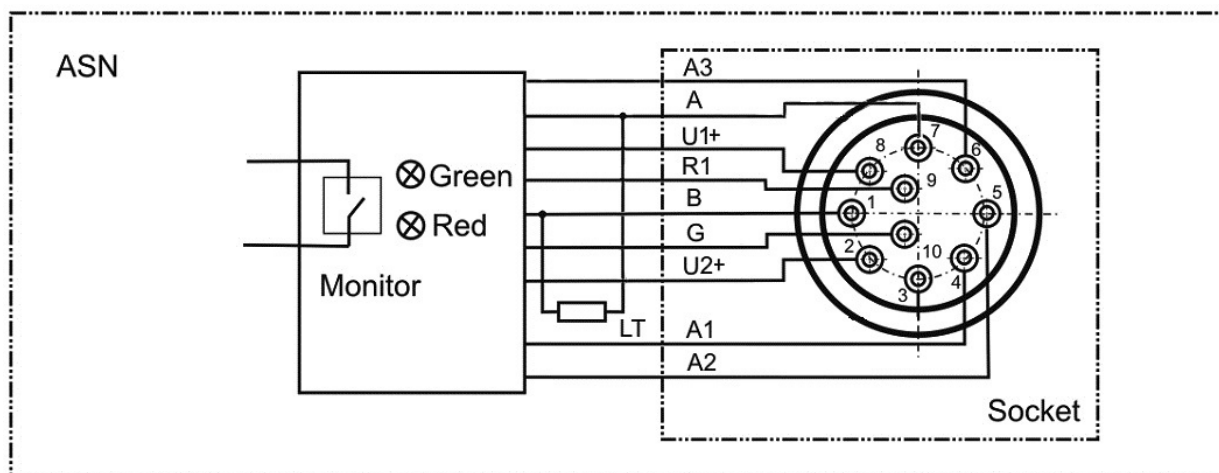 ASN
A3
A
U1+
R1
B
G
U2+
LT
A1
A2
Green
Red
Monitor
7
8
6
9
1
5
2
10
3
4
Socket